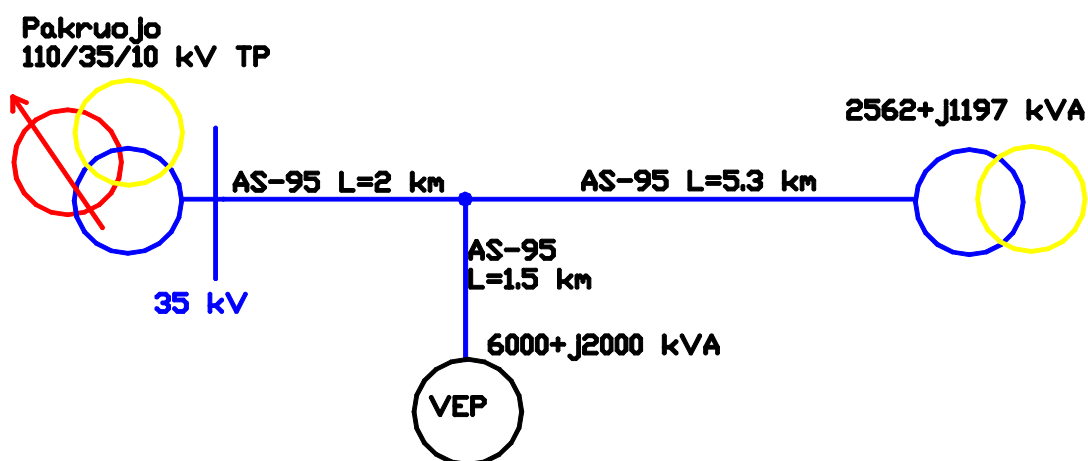 Pakruojo
110/35/10 kV TP
2562+j1197 kVA
AS-95 L=2 km
AS-95 L=5.3 km
AS-95
L=1.5 km
35 kV
6000+j2000 kVA
VEP